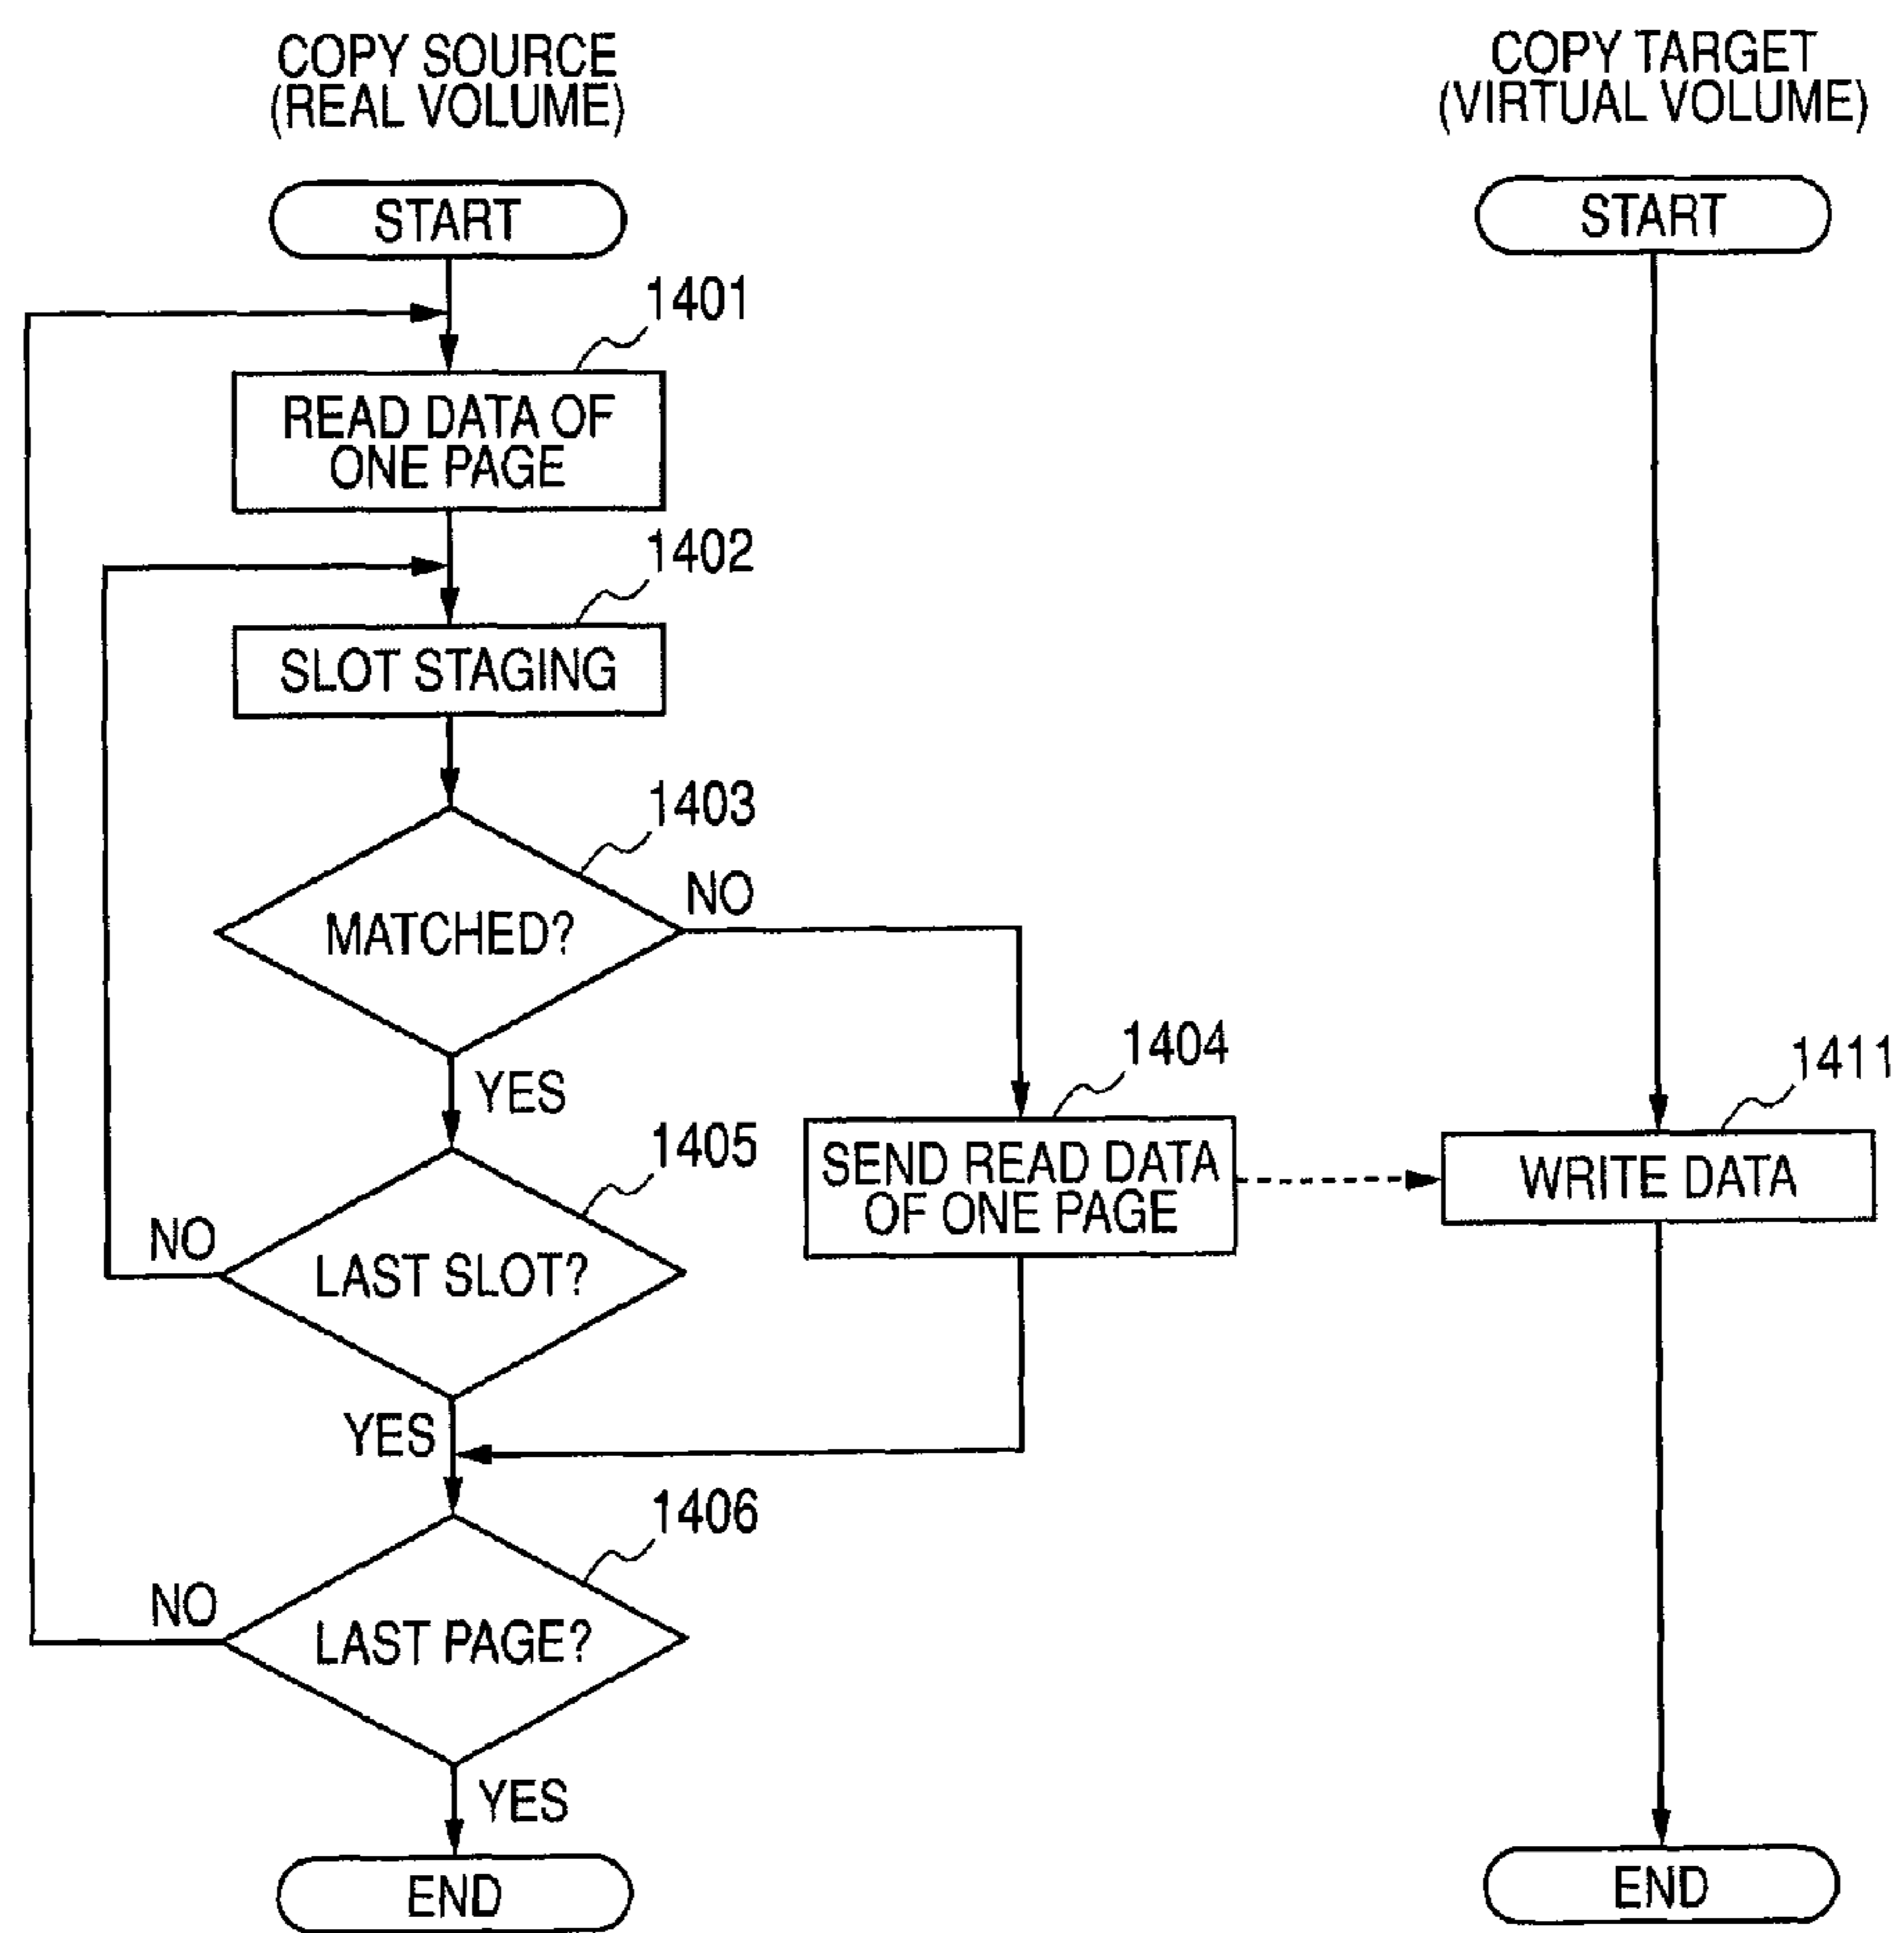 COPY SOURCE
(REAL VOLUME)
START
1401
READ DATA OF
ONE PAGE
1402
SLOT STAGING
1403
MATCHED?
NO
YES
1404
SEND READ DATA
OF ONE PAGE
1405
LAST SLOT?
NO
YES
1406
LAST PAGE?
NO
YES
END
COPY TARGET
(VIRTUAL VOLUME)
START
1411
WRITE DATA
END